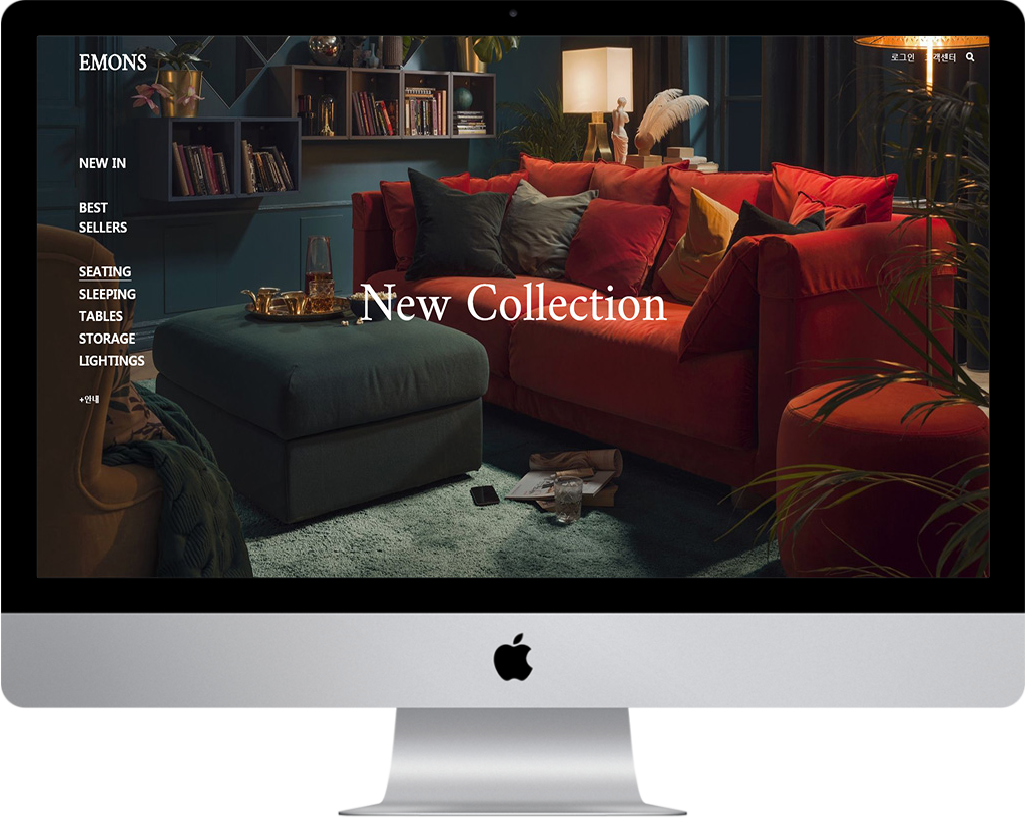 EMONS
로그인 고객센터
NEW IN
BEST
SELLERS
SEATING
SLEEPING
TABLES
STORAGE
LIGHTINGS
+안내
New Collection